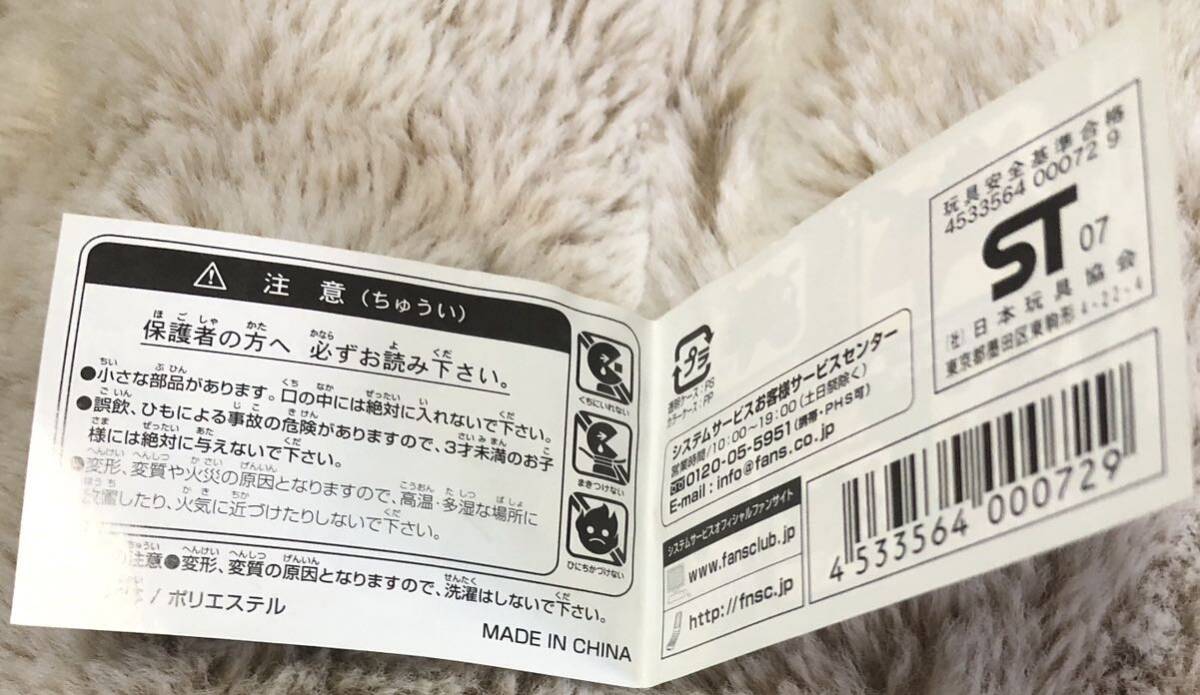 注意(ちゅうい)
保護者の方へ 必ずお読み下さい。
●小さな部品があります。口の中には絶対に入れないで下さい。
●誤飲、ひもによる事故の危険がありますので、3才未満のお子
様には絶対に与えないで下さい。
●変形、変質や火災の原因となりますので、高温・多湿な場所に
放置したり、火気に近づけたりしないで下さい。
くちにいれない
まきつけない
ひにちかづけない
の注意●変形、変質の原因となりますので、洗濯はしないで下さい。
/ ポリエステル
MADE IN CHINA
プラ
透明ケース:PS
カラーケース:PP
システムサービスお客様サービスセンター
営業時間/10:00~19:00(土日祭除く)
0120-05-5951(携帯・PHS可)
E-mail:info@fans.co.jp
システムサービスオフィシャルファンサイト
www.fansclub.jp
http://fnsc.jp
玩具安全基準合格
4533564 00072 9
ST 07
(社)日本玩具協会
東京都墨田区東駒形4-22-4
4 533564 000729